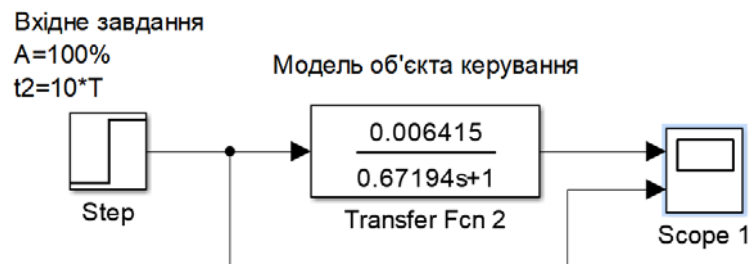 Вхідне завдання
A=100%
t2=10*T
Модель об'єкта керування
0.006415
0.67194s+1
Step
Transfer Fcn 2
Scope 1